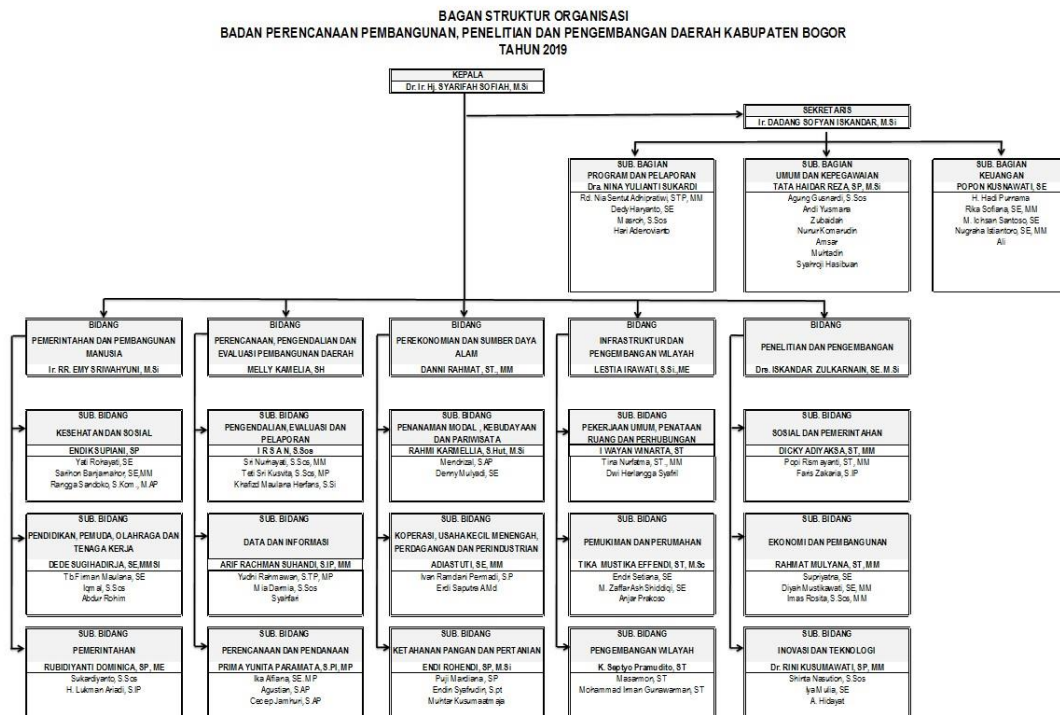 BAGAN STRUKTUR ORGANISASI
BADAN PERENCANAAN PEMBANGUNAN, PENELITIAN DAN PENGEMBANGAN DAERAH KABUPATEN BOGOR
TAHUN 2019
KEPALA
Dr. Ir. Hj. SYARIFAH SOFIAH, M.Si
SEKRETARIS
Ir. DADANG SOFYAN ISKANDAR, M.Si
SUB. BAGIAN
PROGRAM DAN PELAPORAN
Dra. NINA YULIANTI SUKARDI
Rd. Nia Sentut Adhipratiwi, STP, MM
Dedy Haryanto, SE
Masroh, S.Sos
Hari Adenovianto
SUB. BAGIAN
UMUM DAN KEPEGAWAIAN
TATA HAIDAR REZA, SP, M.Si
Agung Gusnardi, S.Sos
Andi Yusmana
Zubaidah
Nunur Komarudin
Amsar
Muhtadin
Syahroji Hasibuan
SUB. BAGIAN
KEUANGAN
POPON KUSNAWATI, SE
H. Hadi Purnama
Rika Sofiana, SE, MM
M. Ichsan Santoso, SE
Nugraha Istiantoro, SE, MM
Ali
BIDANG
PEMERINTAHAN DAN PEMBANGUNAN
MANUSIA
Ir. RR. EMY SRIWAHYUNI, M.Si
SUB. BIDANG
KESEHATAN DAN SOSIAL
ENDIK SUPIANI, SP
Yati Rohayati, SE
Sarihon Banjarnahor, SE,MM
Rangga Sandoko, S.Kom., M.AP
SUB. BIDANG
PENDIDIKAN, PEMUDA, OLAHRAGA DAN
TENAGA KERJA
DEDE SUGIHADIRJA, SE,MMSI
Tb Firman Maulana, SE
Iqmal, S.Sos
Abdur Rohim
SUB. BIDANG
PEMERINTAHAN
RUBIDIYANTI DOMINICA, SP, ME
Sukardiyanto, S.Sos
H. Lukman Ariadi, S.IP
BIDANG
PERENCANAAN, PENGENDALIAN DAN
EVALUASI PEMBANGUNAN DAERAH
MELLY KAMELIA, SH
SUB. BIDANG
PENGENDALIAN, EVALUASI DAN
PELAPORAN
I R S A N, S.Sos
Sri Nurhayati, S.Sos, MM
Teti Sri Kusvita, S.Sos, MP
Khafizd Maulana Herfans, S.Si
SUB. BIDANG
DATA DAN INFORMASI
ARIF RACHMAN SUHANDI, S.IP, MM
Yudhi Rahmawan, S.TP, MP
Mia Darmia, S.Sos
Syahfari
SUB. BIDANG
PERENCANAAN DAN PENDANAAN
PRIMA YUNITA PARAMATA, S.PI, MP
Ika Afiana, SE. MP
Agustian, S.AP
Cecep Jamhuri, S.AP
BIDANG
PEREKONOMIAN DAN SUMBER DAYA
ALAM
DANNI RAHMAT, ST., MM
SUB. BIDANG
PENANAMAN MODAL , KEBUDAYAAN
DAN PARIWISATA
RAHMI KARMELLIA, S.Hut, M.Si
Mendrizal, S.AP
Denny Mulyadi, SE
SUB. BIDANG
KOPERASI, USAHA KECIL MENENGAH,
PERDAGANGAN DAN PERINDUSTRIAN
ADIASTUTI, SE, MM
Ivan Ramdani Permadi, S.P
Erdi Saputra AMd
SUB. BIDANG
KETAHANAN PANGAN DAN PERTANIAN
ENDI ROHENDI, SP, M.Si
Puji Mardiana, SP
Endin Syafrudin, S.pt
Muhtar Kusumaatmaja
BIDANG
INFRASTRUKTUR DAN
PENGEMBANGAN WILAYAH
LESTIA IRAWATI, S.Si.,ME
SUB. BIDANG
PEKERJAAN UMUM, PENATAAN
RUANG DAN PERHUBUNGAN
I WAYAN WINARTA, ST
Tina Nurfatma, ST., MM
Dwi Herlangga Syafril
SUB. BIDANG
PEMUKIMAN DAN PERUMAHAN
TIKA MUSTIKA EFFENDI, ST, M.Sc
Endri Setiana, SE
M. Zaffar Ash Shiddiqi, SE
Anjar Prakoso
SUB. BIDANG
PENGEMBANGAN WILAYAH
K. Septyo Pramudito, ST
Masarmon, ST
Mohammad Iman Gunawarman, ST
BIDANG
PENELITIAN DAN PENGEMBANGAN
Drs. ISKANDAR ZULKARNAIN, SE. M.Si
SUB. BIDANG
SOSIAL DAN PEMERINTAHAN
DICKY ADIYAKSA, ST, MM
Popi Rismayanti, ST, MM
Faris Zakaria, S.IP
SUB. BIDANG
EKONOMI DAN PEMBANGUNAN
RAHMAT MULYANA, ST, MM
Supriyatna, SE
Diyah Mustikawati, SE, MM
Imas Rosita, S.Sos, MM
SUB. BIDANG
INOVASI DAN TEKNOLOGI
Dr. RINI KUSUMAWATI, SP, MM
Shinta Nasution, S.Sos
Iya Mulia, SE
A. Hidayat